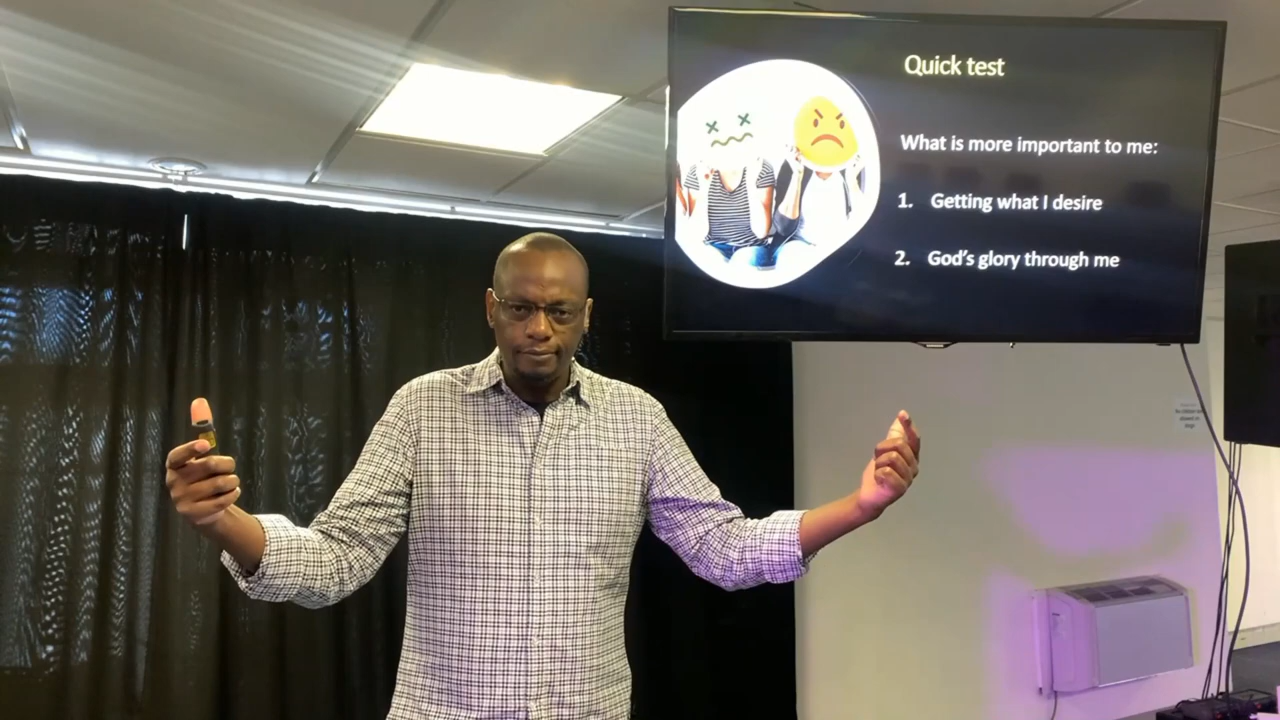 Quick test
What is more important to me:
1. Getting what I desire
2. God's glory through me